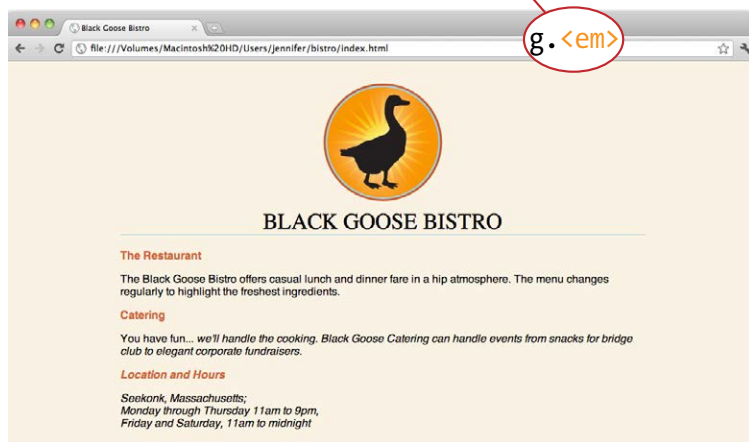 Black Goose Bistro
file:///Volumes/Macintosh%20HD/Users/jennifer/bistro/index.html
g.<em>
BLACK GOOSE BISTRO
The Restaurant
The Black Goose Bistro offers casual lunch and dinner fare in a hip atmosphere. The menu changes
regularly to highlight the freshest ingredients.
Catering
You have fun... we'll handle the cooking. Black Goose Catering can handle events from snacks for bridge
club to elegant corporate fundraisers.
Location and Hours
Seekonk, Massachusetts;
Monday through Thursday 11am to 9pm,
Friday and Saturday, 11am to midnight